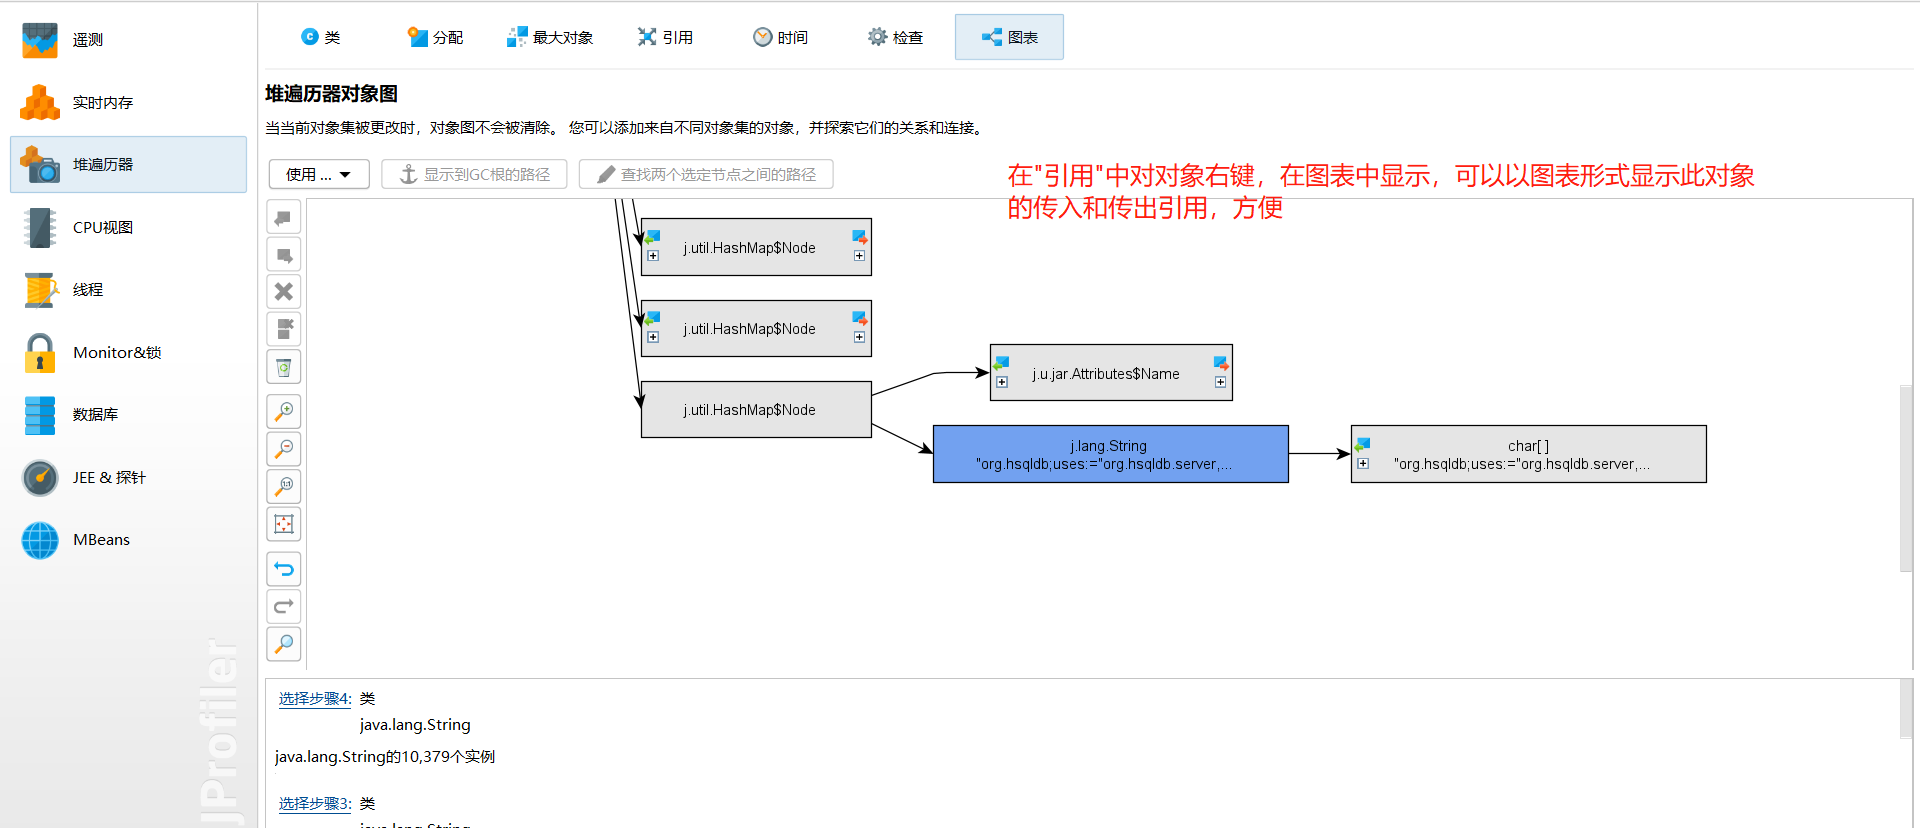 遥测
实时内存
堆遍历器
CPU视图
线程
Monitor&锁
数据库
JEE & 探针
MBeans
JProfiler
类
分配
最大对象
引用
时间
检查
图表
堆遍历器对象图
当当前对象集被更改时，对象图不会被清除。 您可以添加来自不同对象集的对象，并探索它们的关系和连接。
使用 ...
显示到GC根的路径
查找两个选定节点之间的路径
在"引用"中对对象右键，在图表中显示，可以以图表形式显示此对象
的传入和传出引用，方便
j.util.HashMap$Node
j.util.HashMap$Node
j.util.HashMap$Node
j.u.jar.Attributes$Name
j.lang.String
"org.hsqldb;uses:="org.hsqldb.server,...
char[ ]
"org.hsqldb;uses:="org.hsqldb.server,...
选择步骤4: 类
java.lang.String
java.lang.String的10,379个实例
选择步骤3: 类
java.lang.String